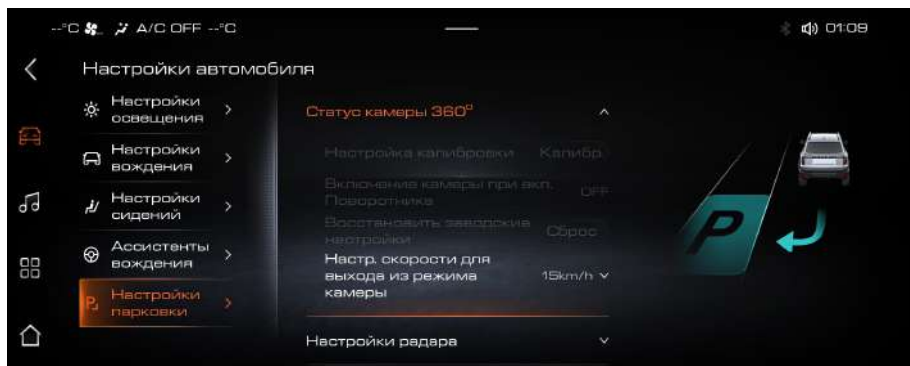 --°C A/C OFF --°C
01:09
Настройки автомобиля
Настройки
освещения
Настройки
вождения
Настройки
сидений
Ассистенты
вождения
Настройки
парковки
Статус камеры 360°
Настройка калибровки Калибр.
Включение камеры при вкл.
Поворотника
OFF
Восстановить заводские
настройки
Сброс
Настр. скорости для
выхода из режима
камеры
15km/h
Настройки радара
P